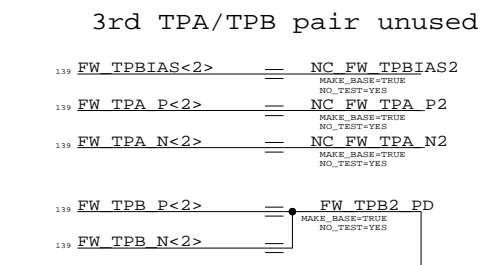 3rd TPA/TPB pair unused
139 FW_TPBIAS<2> NC_FW_TPBIAS2
MAKE_BASE=TRUE
NO_TEST=YES
139 FW_TPA_P<2> NC_FW_TPA_P2
MAKE_BASE=TRUE
NO_TEST=YES
139 FW_TPA_N<2> NC_FW_TPA_N2
MAKE_BASE=TRUE
NO_TEST=YES
139 FW_TPB_P<2> FW_TPB2_PD
MAKE_BASE=TRUE
NO_TEST=YES
139 FW_TPB_N<2>